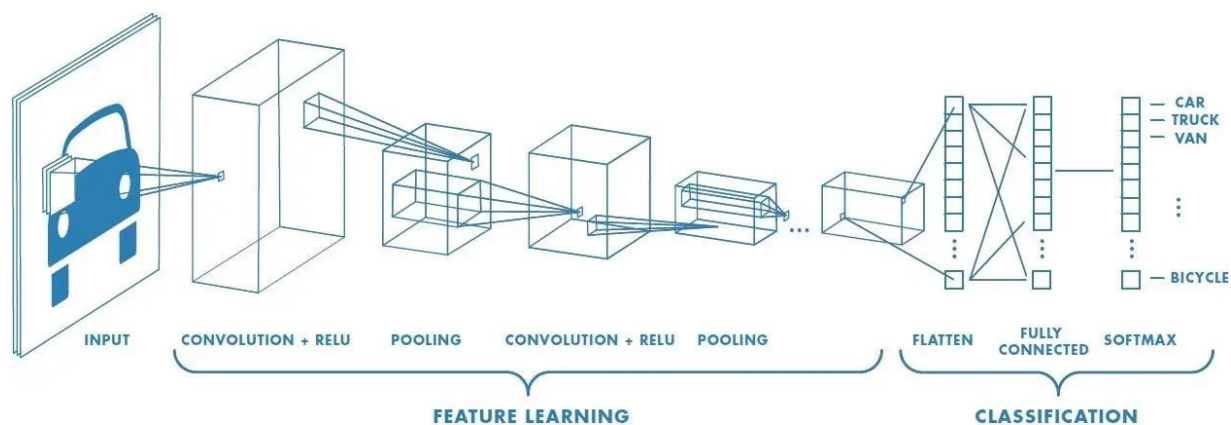 CAR
TRUCK
VAN
BICYCLE
INPUT
CONVOLUTION + RELU
POOLING
CONVOLUTION + RELU
POOLING
FLATTEN
FULLY
CONNECTED
SOFTMAX
FEATURE LEARNING
CLASSIFICATION